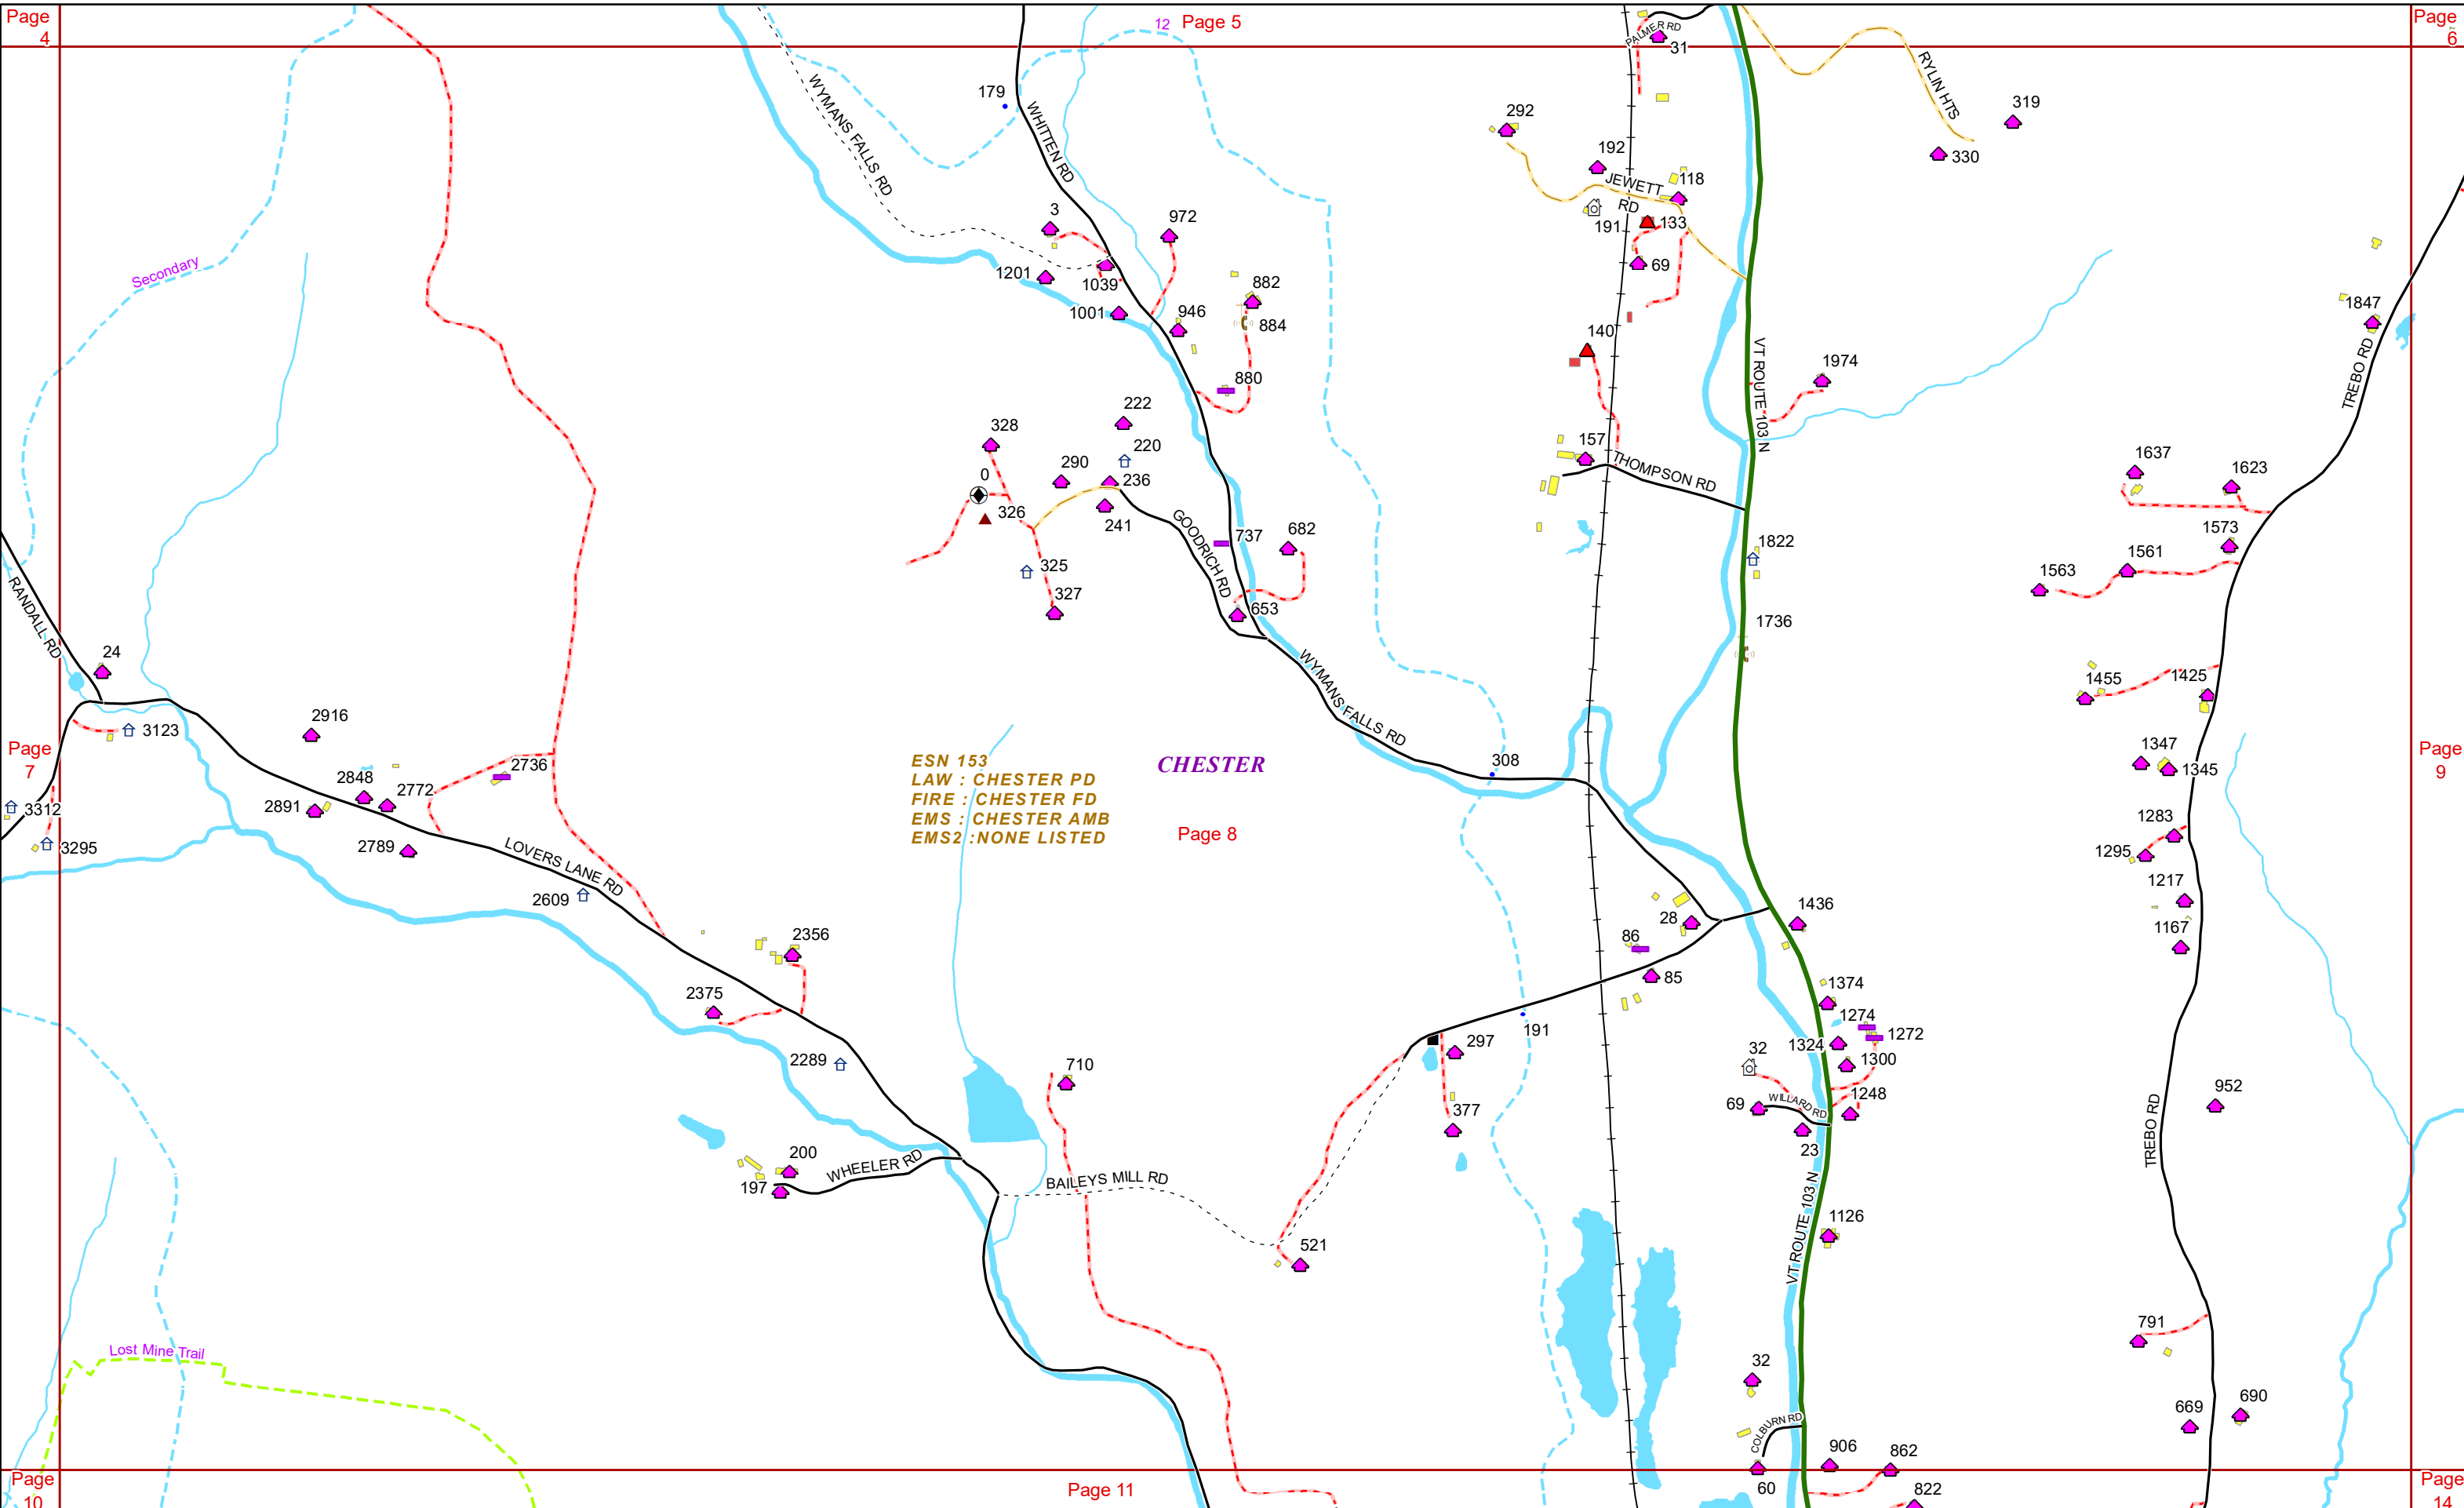 Page
4
Page 5
Page
6
12
PALMER RD
31
RYLIN HTS
319
330
179
WHITTEN RD
WYMANS FALLS RD
292
192
JEWETT
RD
118
191
133
69
Secondary
3
972
1201
1039
1001
946
882
884
880
140
1847
TREBO RD
VT ROUTE 103 N
1974
222
220
328
0
290
236
326
241
GOODRICH RD
737
682
325
327
653
157
THOMPSON RD
1637
1623
1573
1561
1563
1822
1736
RANDALL RD
24
3123
2916
WYMANS FALLS RD
1455
1425
Page
7
2736
2848
2772
2891
3312
3295
2789
LOVERS LANE RD
2609
ESN 153
LAW : CHESTER PD
FIRE : CHESTER FD
EMS : CHESTER AMB
EMS2 :NONE LISTED
CHESTER
Page 8
308
1347
1345
Page
9
1283
1295
1217
1167
2356
2375
2289
28
86
85
1436
1374
1274
1272
1324
1300
32
1248
69
WILLARD RD
23
297
191
377
710
952
TREBO RD
200
WHEELER RD
197
BAILEYS MILL RD
521
VT ROUTE 103 N
1126
Lost Mine Trail
791
32
COLBURN RD
669
690
906
862
60
822
Page
10
Page 11
Page
14